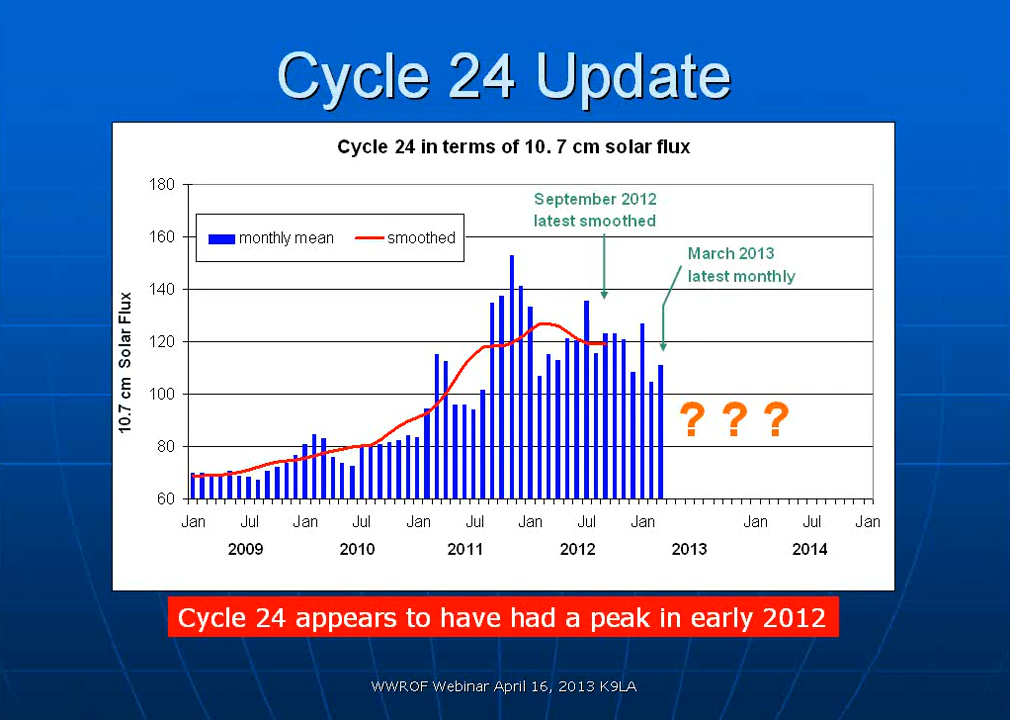 Cycle 24 Update
Cycle 24 in terms of 10. 7 cm solar flux
180
160
140
120
100
80
60
10.7 cm Solar Flux
monthly mean
smoothed
September 2012
latest smoothed
March 2013
latest monthly
? ? ?
Jan Jul Jan Jul Jan Jul Jan Jul Jan Jan Jul Jan
2009 2010 2011 2012 2013 2014
Cycle 24 appears to have had a peak in early 2012
WWROF Webinar April 16, 2013 K9LA